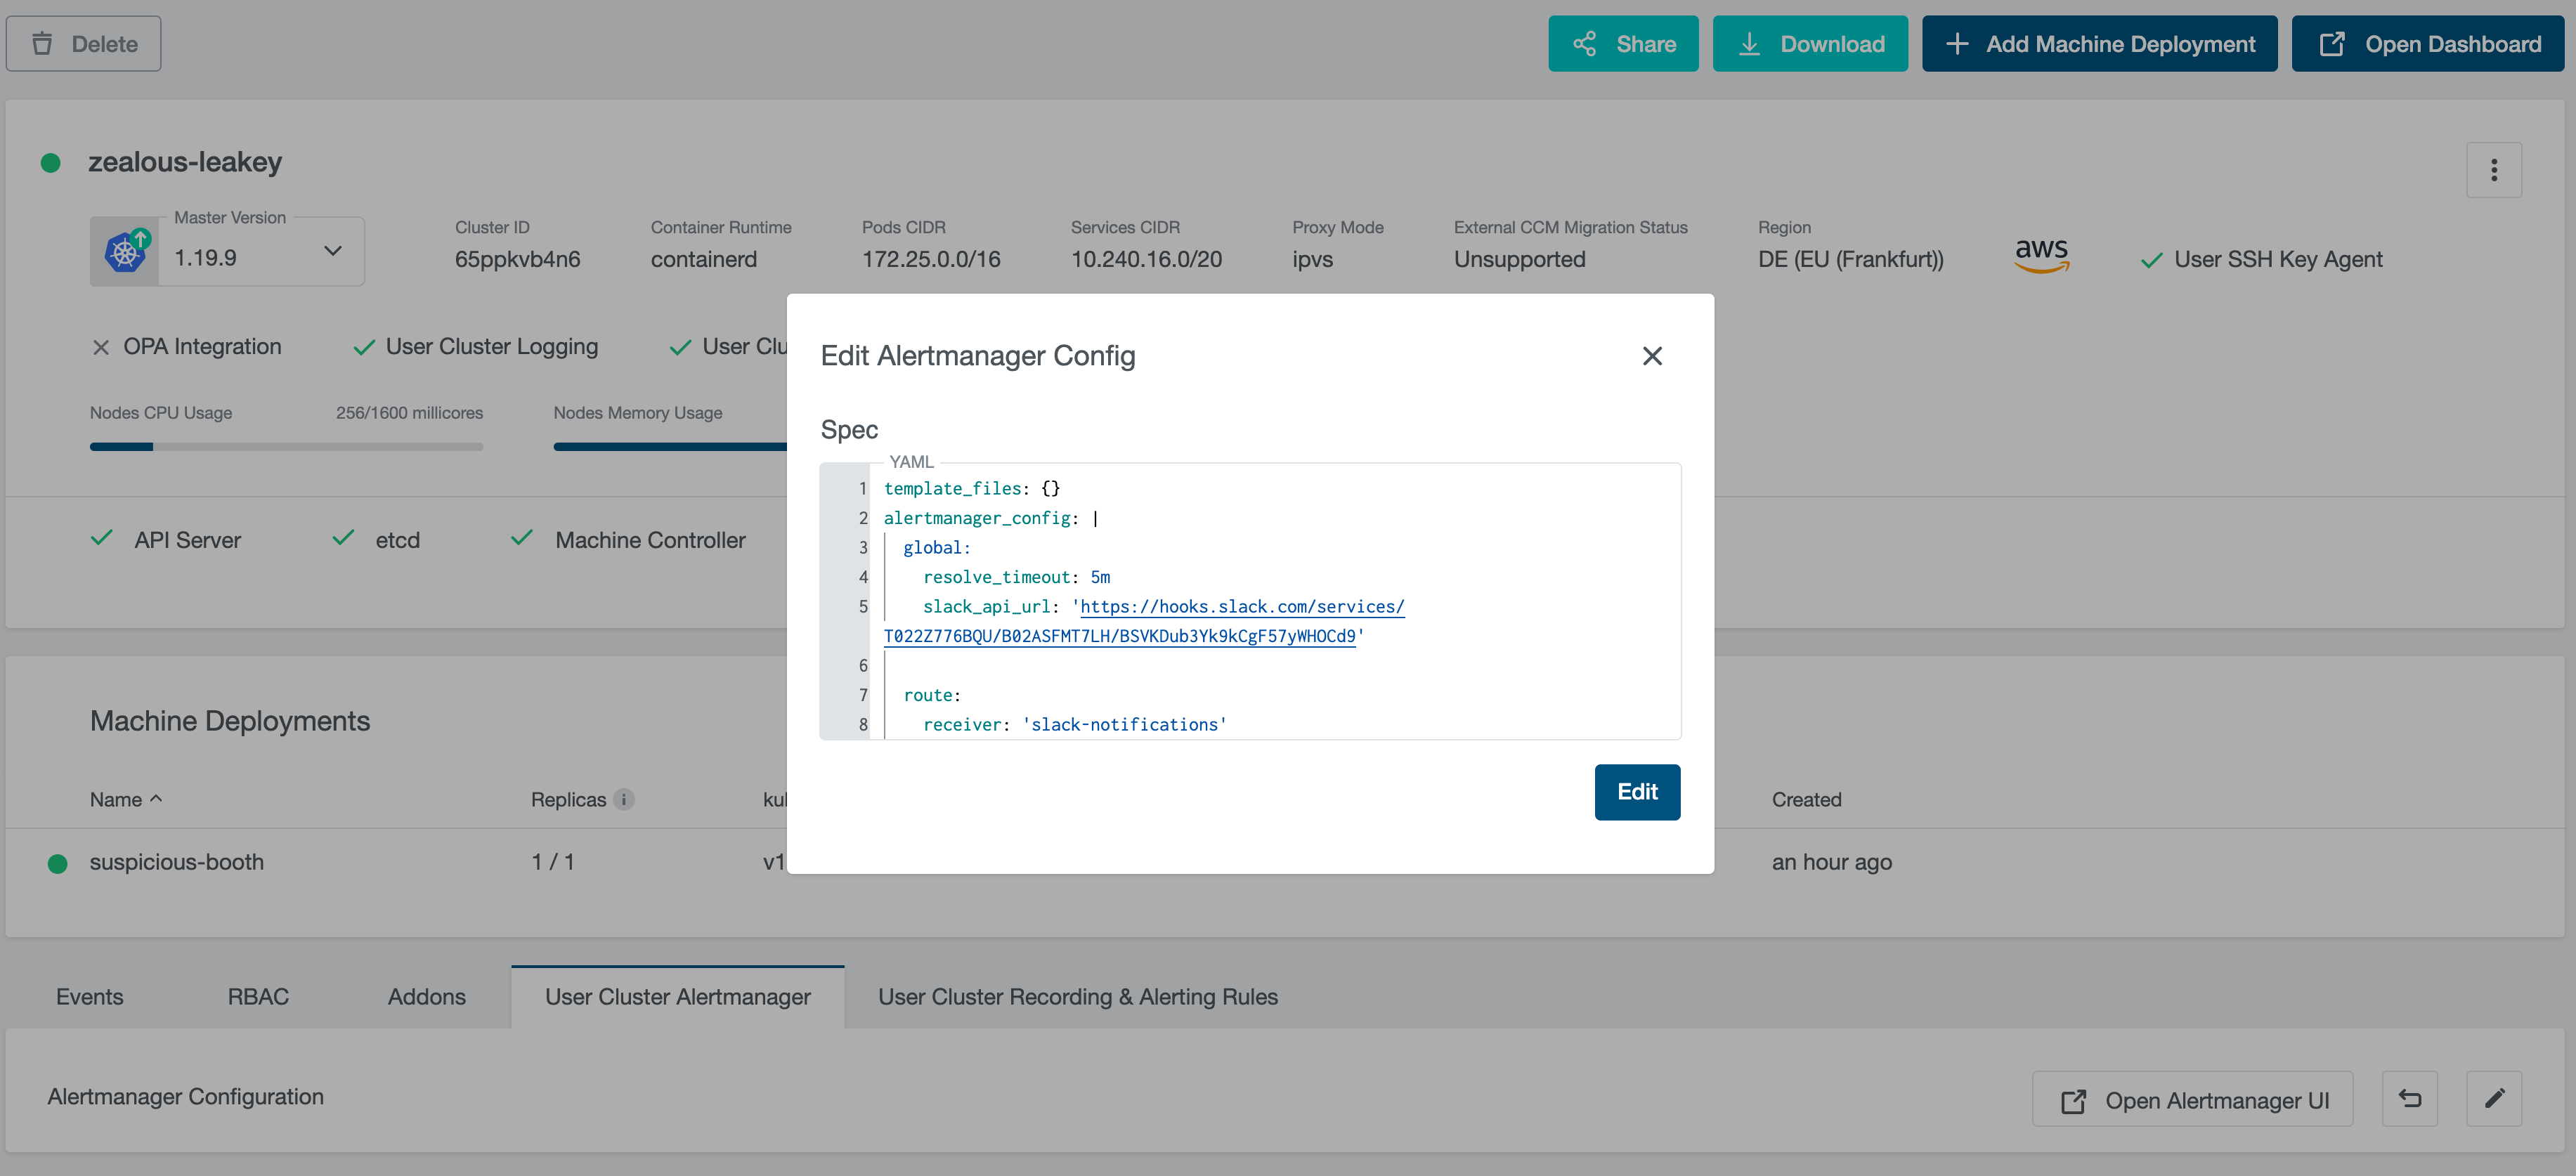 Delete
Share
Download
Add Machine Deployment
Open Dashboard
zealous-leakey
Master Version
1.19.9
Cluster ID
65ppkvb4n6
Container Runtime
containerd
Pods CIDR
172.25.0.0/16
Services CIDR
10.240.16.0/20
Proxy Mode
ipvs
External CCM Migration Status
Unsupported
Region
DE (EU (Frankfurt))
aws
User SSH Key Agent
OPA Integration
User Cluster Logging
User Clu
Nodes CPU Usage
256/1600 millicores
Nodes Memory Usage
API Server
etcd
Machine Controller
Edit Alertmanager Config
Spec
YAML
1 template_files: {}
2 alertmanager_config: |
3 global:
4 resolve_timeout: 5m
5 slack_api_url: 'https://hooks.slack.com/services/
T022Z776BQU/B02ASFMT7LH/BSVKDub3Yk9kCgF57yWHOCd9'
6
7 route:
8 receiver: 'slack-notifications'
Edit
Machine Deployments
Name
Replicas
kul
Created
suspicious-booth
1 / 1
v1
an hour ago
Events
RBAC
Addons
User Cluster Alertmanager
User Cluster Recording & Alerting Rules
Alertmanager Configuration
Open Alertmanager UI